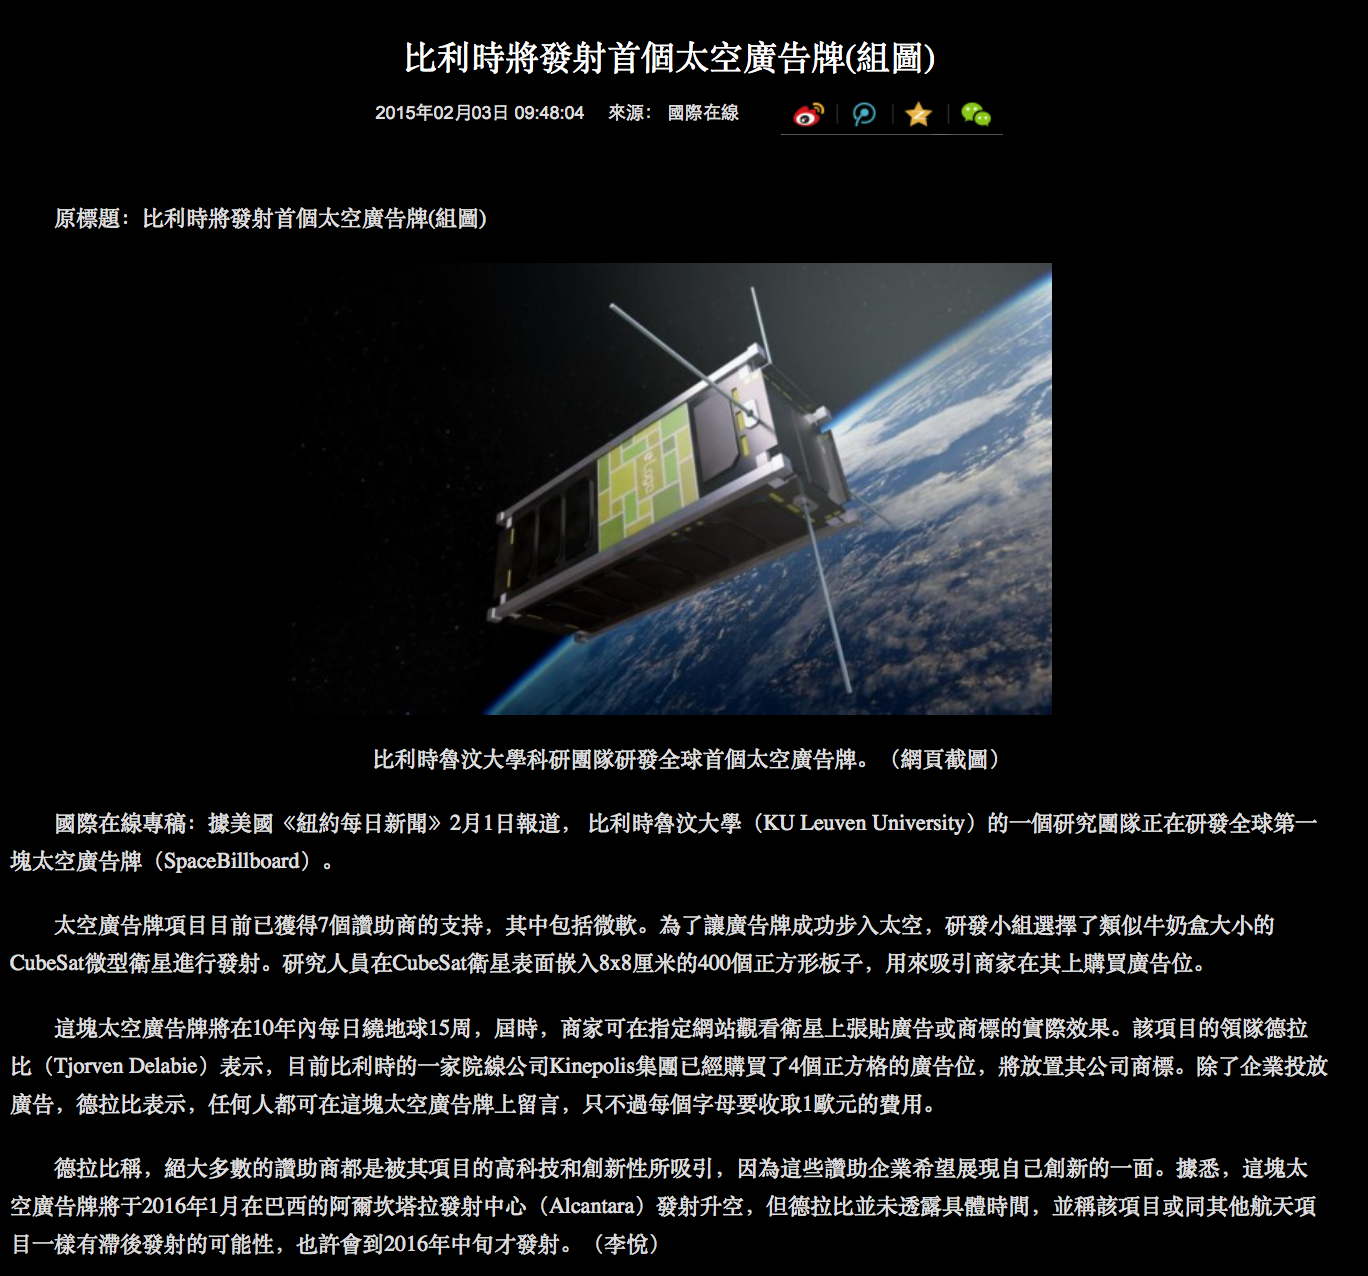 比利時將發射首個太空廣告牌(組圖)
2015年02月03日 09:48:04 來源： 國際在線
原標題：比利時將發射首個太空廣告牌(組圖)
eLoga
比利時魯汶大學科研團隊研發全球首個太空廣告牌。（網頁截圖）
國際在線專稿：據美國《紐約每日新聞》2月1日報道， 比利時魯汶大學（KU Leuven University）的一個研究團隊正在研發全球第一
塊太空廣告牌（SpaceBillboard）。
太空廣告牌項目目前已獲得7個讚助商的支持，其中包括微軟。為了讓廣告牌成功步入太空，研發小組選擇了類似牛奶盒大小的
CubeSat微型衛星進行發射。研究人員在CubeSat衛星表面嵌入8x8厘米的400個正方形板子，用來吸引商家在其上購買廣告位。
這塊太空廣告牌將在10年內每日繞地球15周，屆時，商家可在指定網站觀看衛星上張貼廣告或商標的實際效果。該項目的領隊德拉
比（Tjorven Delabie）表示，目前比利時的一家院線公司Kinepolis集團已經購買了4個正方格的廣告位，將放置其公司商標。除了企業投放
廣告，德拉比表示，任何人都可在這塊太空廣告牌上留言，只不過每個字母要收取1歐元的費用。
德拉比稱，絕大多數的讚助商都是被其項目的高科技和創新性所吸引，因為這些讚助企業希望展現自己創新的一面。據悉，這塊太
空廣告牌將于2016年1月在巴西的阿爾坎塔拉發射中心（Alcantara）發射升空，但德拉比並未透露具體時間，並稱該項目或同其他航天項
目一樣有滯後發射的可能性，也許會到2016年中旬才發射。（李悅）